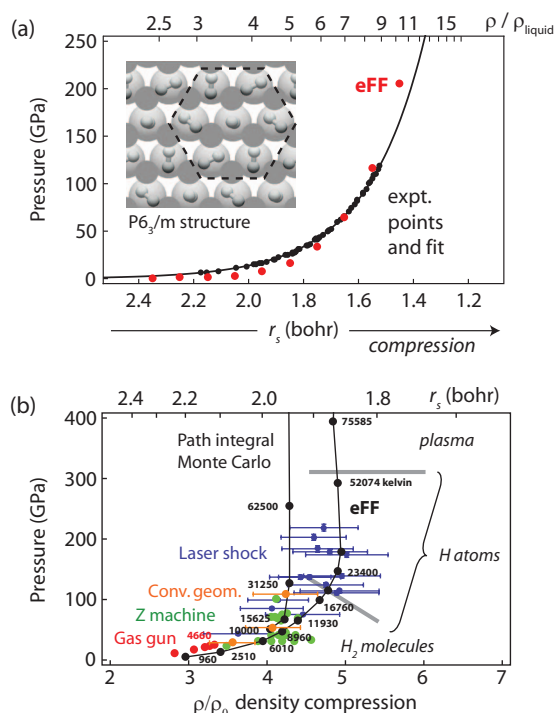 (a)
2.5 3 4 5 6 7 9 11 15 ρ / ρliquid
250
200
150
100
50
0
Pressure (GPa)
eFF
P63/m structure
expt.
points
and fit
2.4 2.2 2.0 1.8 1.6 1.4 1.2
rs (bohr)
compression
(b)
2.4 2.2 2.0 1.8 rs (bohr)
400
300
200
100
0
Pressure (GPa)
75585
Path integral
Monte Carlo
plasma
52074 kelvin
62500
eFF
Laser shock
H atoms
31250
23400
Conv. geom.
16760
Z machine
15625
11930
Gas gun
4600
10000
8960
H2 molecules
960
2510
6010
2 3 4 5 6 7
ρ/ρ0 density compression